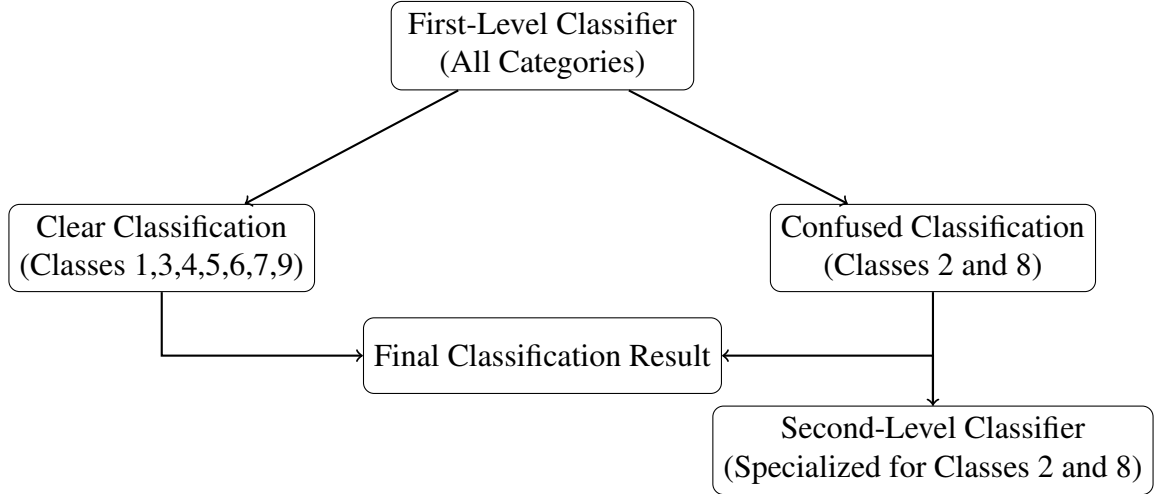 First-Level Classifier
(All Categories)
Clear Classification
(Classes 1,3,4,5,6,7,9)
Confused Classification
(Classes 2 and 8)
Final Classification Result
Second-Level Classifier
(Specialized for Classes 2 and 8)